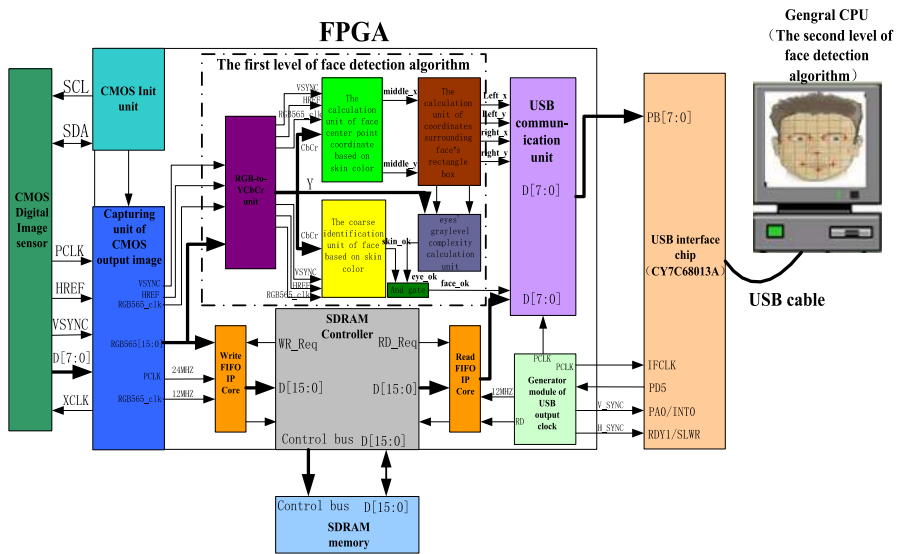 FPGA
Gengral CPU
（The second level of
face detection
algorithm）
The first level of face detection algorithm
SCL
SDA
CMOS Init
unit
CMOS
Digital Image
sensor
PCLK
HREF
VSYNC
D[7:0]
XCLK
Capturing
unit of
CMOS
output image
VSYNC
HREF
RGB565_clk
RGB565[15:0]
PCLK
RGB565_clk
24MHZ
12MHZ
RGB-to-
YCbCr
unit
VSYNC
HREF
RGB565_clk
CbCr
The
calculation
unit of face
center point
coordinate
based on
skin color
middle_x
middle_y
The
calculation
unit of
coordinates
surrounding
face's
rectangle
box
Left_x
Left_y
right_x
right_y
Y
CbCr
VSYNC
HREF
RGB565_clk
The coarse
identification
unit of face
based on skin
color
skin_ok
eyes'
graylevel
complexity
calculation
unit
eye_ok
And gate
face_ok
USB
commun-
ication
unit
D[7:0]
D[7:0]
PB[7:0]
USB interface
chip
（CY7C68013A）
USB cable
IFCLK
PD5
PA0/INT0
RDY1/SLWR
Write
FIFO
IP
Core
SDRAM
Controller
WR_Req
RD_Req
D[15:0]
D[15:0]
Control bus
D[15:0]
Read
FIFO
IP
Core
12MHZ
RD
PCLK
PCLK
Generator
module of
USB
output
clock
V_SYNC
H_SYNC
Control bus
D[15:0]
SDRAM
memory